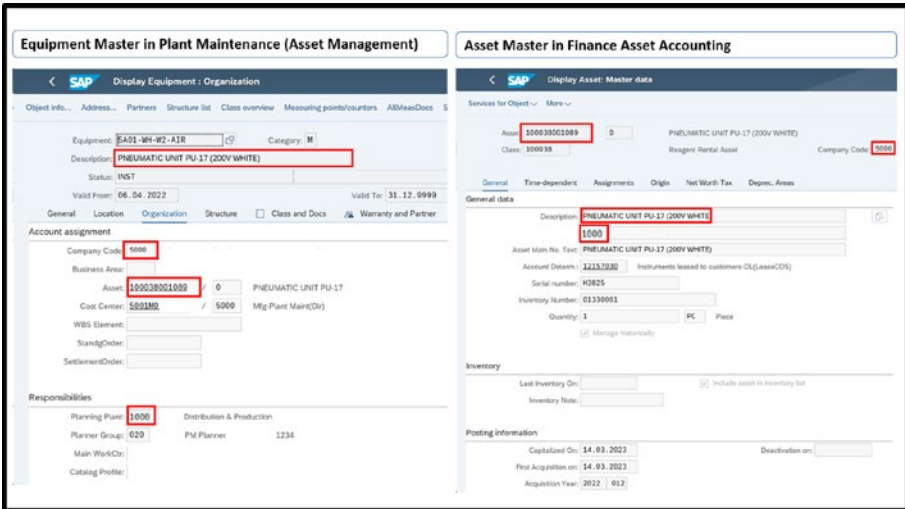 Equipment Master in Plant Maintenance (Asset Management)
SAP Display Equipment : Organization
Object info... Address... Partners Structure list Class overview Measuring points/counters AllMeasDocs S
Equipment: SA01-WH-W2-AIR Category: M
Description: PNEUMATIC UNIT PU-17 (200V WHITE)
Status: INST
Valid From: 06.04.2022 Valid To: 31.12.9999
General Location Organization Structure Class and Docs Warranty and Partner
Account assignment
Company Code: 5000
Business Area:
Asset: 100038001089 / 0 PNEUMATIC UNIT PU-17
Cost Center: 5001M0 / 5000 Mfg-Plant Maint(Dir)
WBS Element:
StandgOrder:
SettlementOrder:
Responsibilities
Planning Plant: 1000 Distribution & Production
Planner Group: 020 PM Planner 1234
Main WorkCtr:
Catalog Profile:
Asset Master in Finance Asset Accounting
SAP Display Asset: Master data
Services for Object More
Asset: 100038001089 0 PNEUMATIC UNIT PU-17 (200V WHITE)
Class: 100038 Reagent Rental Asset Company Code: 5000
General Time-dependent Assignments Origin Net Worth Tax Deprec. Areas
General data
Description: PNEUMATIC UNIT PU-17 (200V WHITE
1000
Asset Main No. Text: PNEUMATIC UNIT PU-17 (200V WHITE)
Account Determ.: 12157030 Instruments leased to customers-OL(LeaseCOS)
Serial number: H3825
Inventory Number: 01330061
Quantity: 1 PC Piece
Manage historically
Inventory
Last Inventory On: Include asset in inventory list
Inventory Note:
Posting information
Capitalized On: 14.03.2023 Deactivation on:
First Acquisition on: 14.03.2023
Acquisition Year: 2022 012